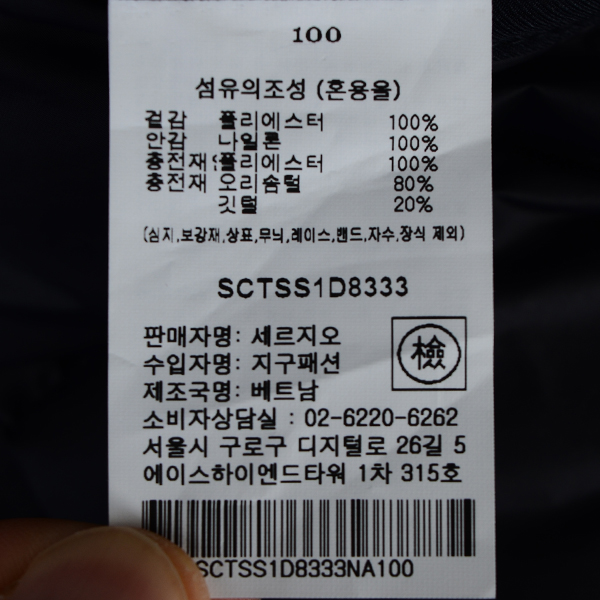 100
섬유의조성 (혼용율)
겉감 폴리에스터 100%
안감 나일론 100%
충전재1폴리에스터 100%
충전재 오리솜털 80%
깃털 20%
(심지,보강재,상표,무늬,레이스,밴드,자수,장식 제외)
SCTSS1D8333
판매자명: 세르지오
수입자명: 지구패션
檢
제조국명: 베트남
소비자상담실 : 02-6220-6262
서울시 구로구 디지털로 26길 5
에이스하이엔드타워 1차 315호
SCTSS1D8333NA100